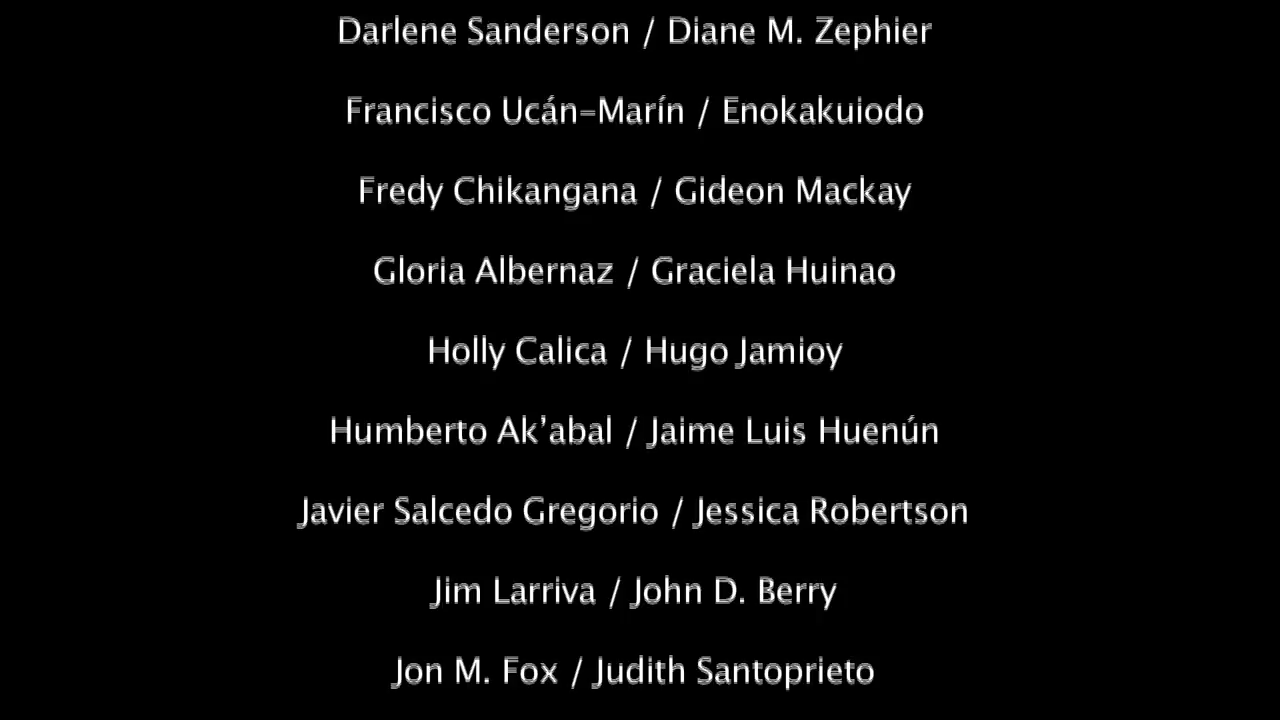 Darlene Sanderson / Diane M. Zephier
Francisco Ucán-Marín / Enokakuiodo
Fredy Chikangana / Gideon Mackay
Gloria Albernaz / Graciela Huinao
Holly Calica / Hugo Jamioy
Humberto Ak’abal / Jaime Luis Huenún
Javier Salcedo Gregorio / Jessica Robertson
Jim Larriva / John D. Berry
Jon M. Fox / Judith Santoprieto